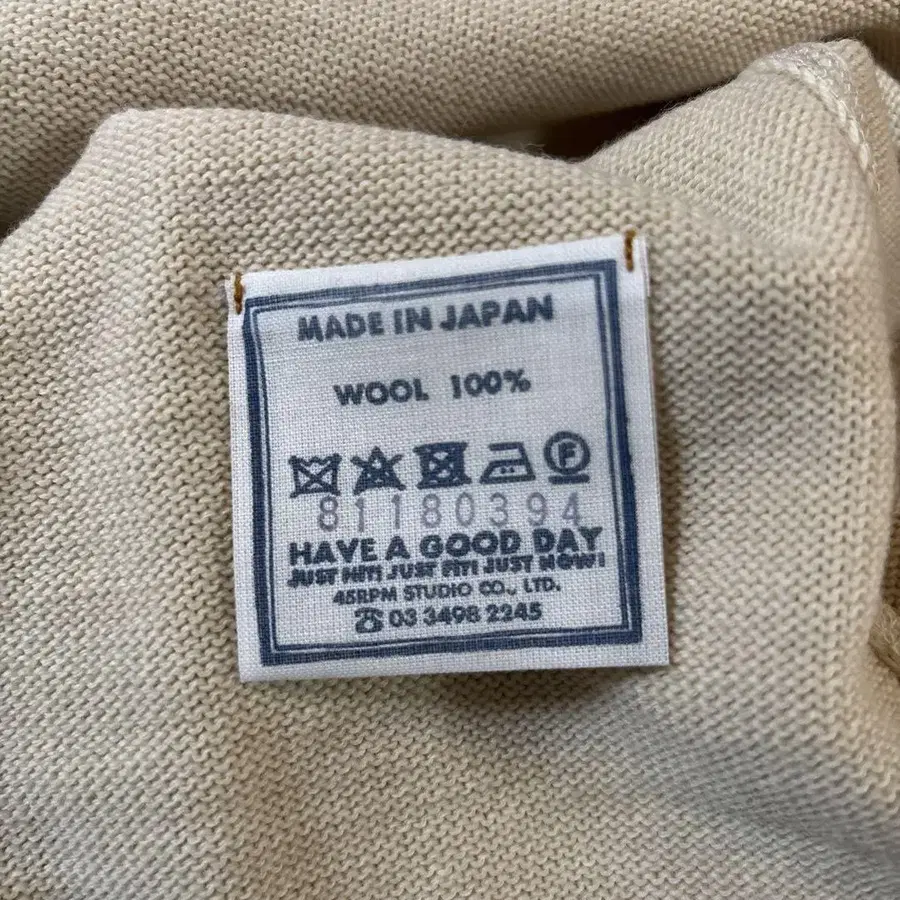 MADE IN JAPAN
WOOL 100%
F
81180394
HAVE A GOOD DAY
JUST HIT! JUST FIT! JUST NOW!
45RPM STUDIO CO., LTD.
☎ 03 3498 2245